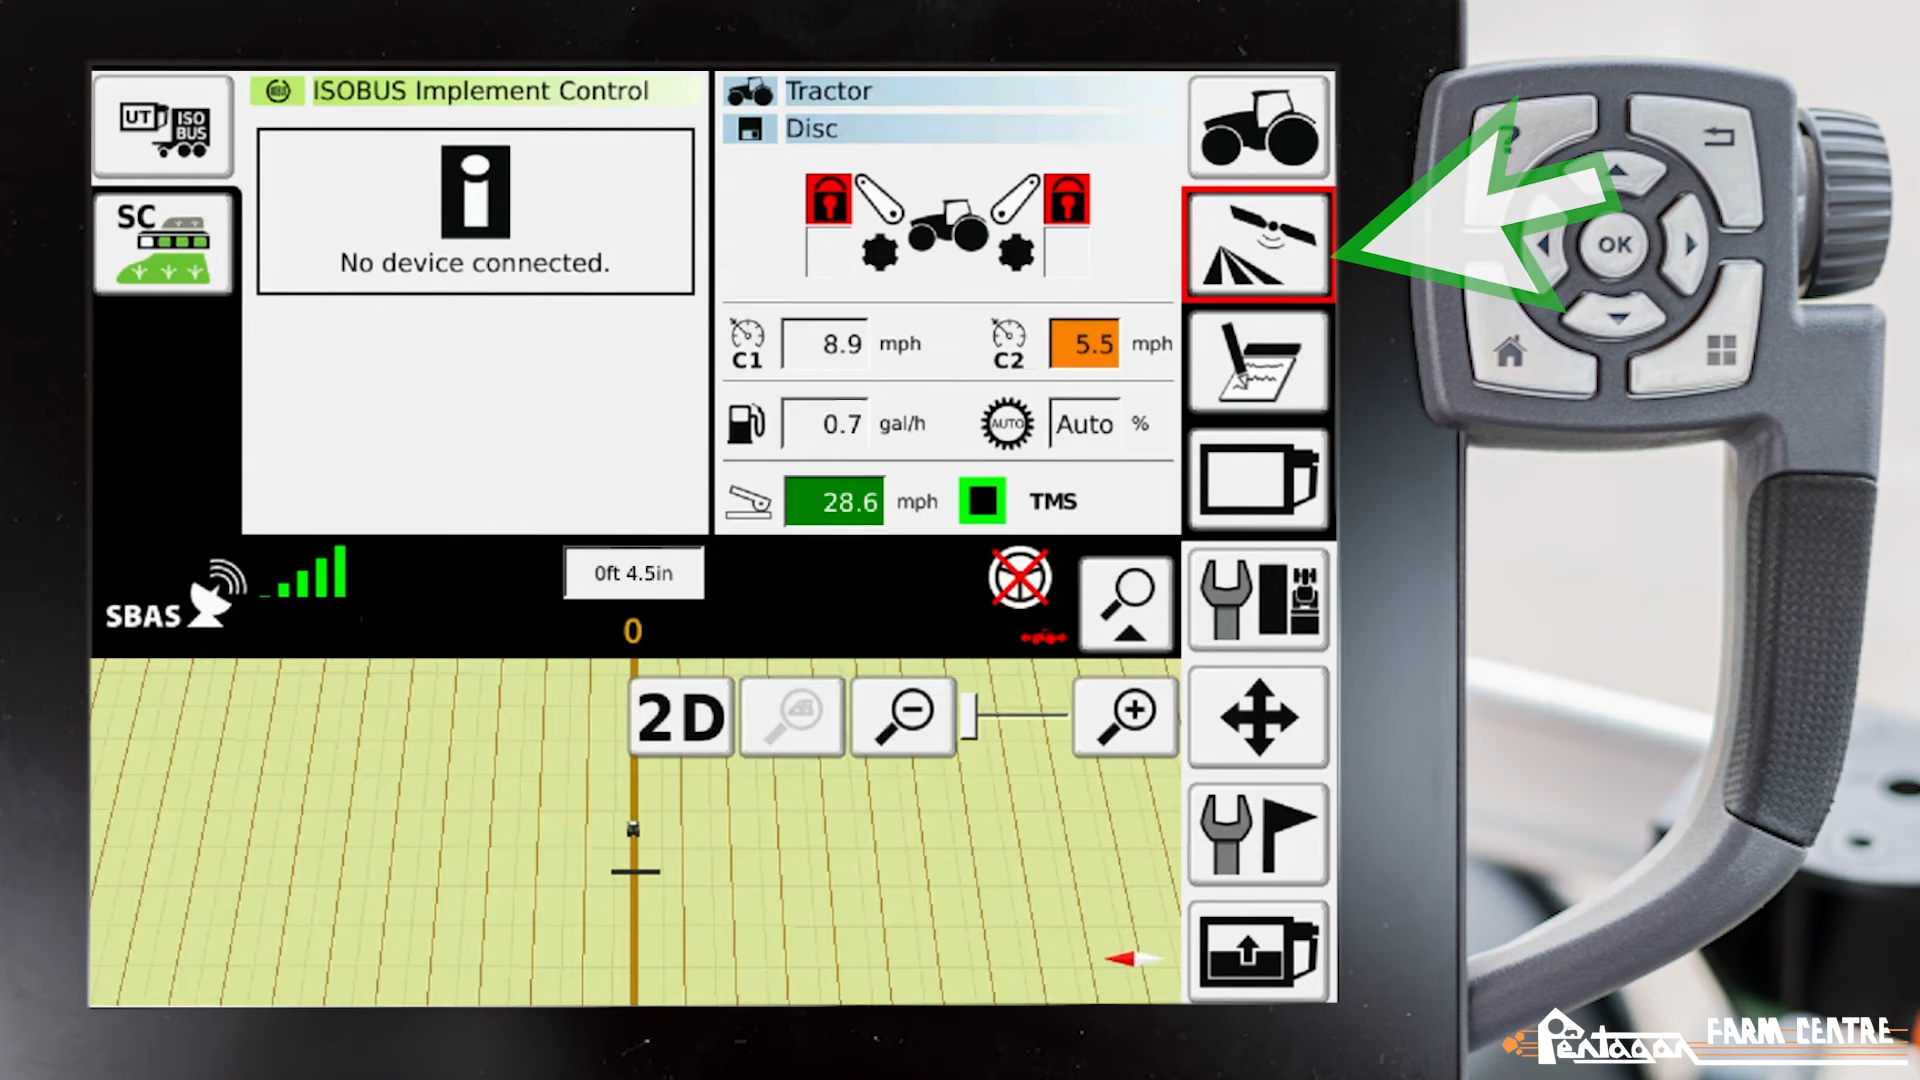 UT ISO
BUS
ISOBUS Implement Control
No device connected.
SC
Tractor
Disc
C1 8.9 mph
C2 5.5 mph
0.7 gal/h
AUTO Auto %
28.6 mph
TMS
SBAS
0ft 4.5in
0
2D
?
OK
Pentagon FARM CENTRE